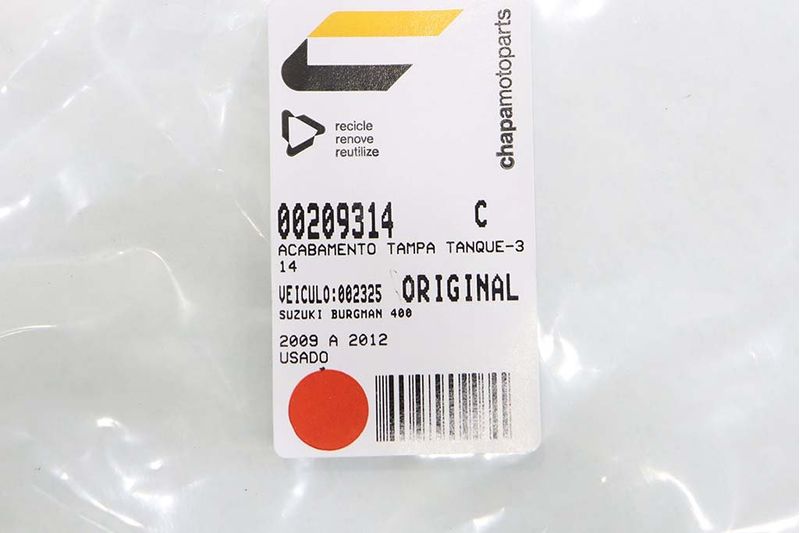 chapamotoparts
recicle
renove
reutilize
00209314 C
ACABAMENTO TAMPA TANQUE-3
14
VEICULO:002325 ORIGINAL
SUZUKI BURGMAN 400
2009 A 2012
USADO